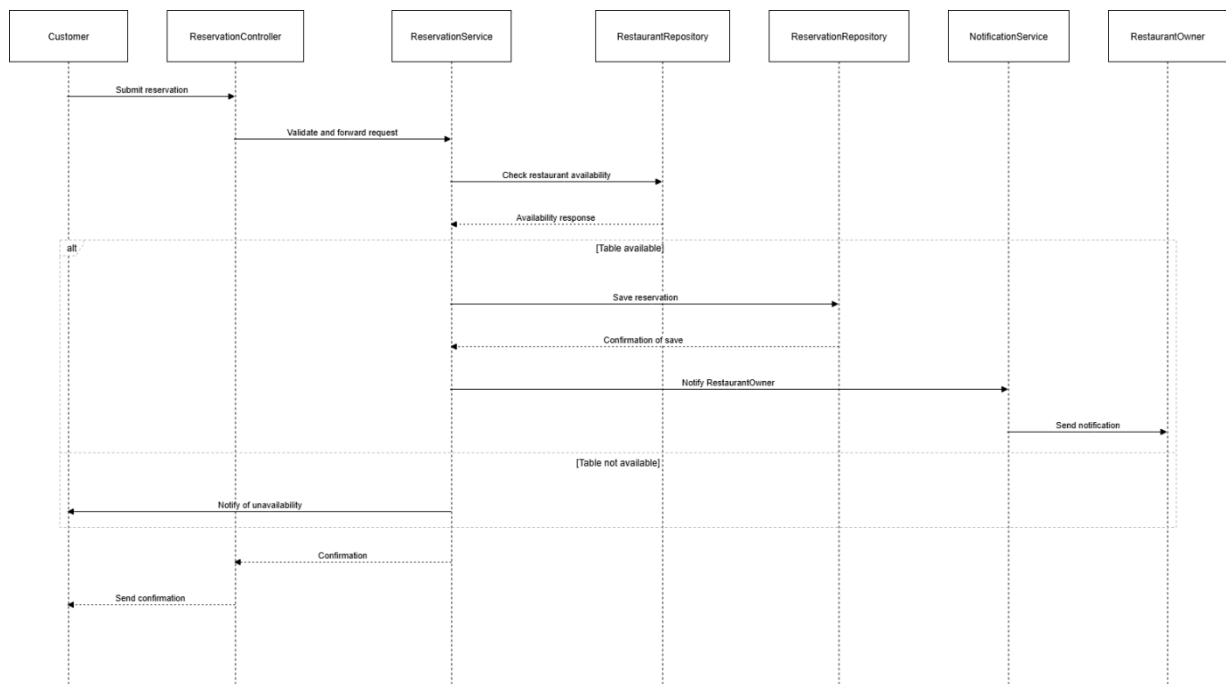 Customer
ReservationController
ReservationService
RestaurantRepository
ReservationRepository
NotificationService
RestaurantOwner
Submit reservation
Validate and forward request
Check restaurant availability
Availability response
alt
[Table available]
Save reservation
Confirmation of save
Notify RestaurantOwner
Send notification
[Table not available]
Notify of unavailability
Confirmation
Send confirmation